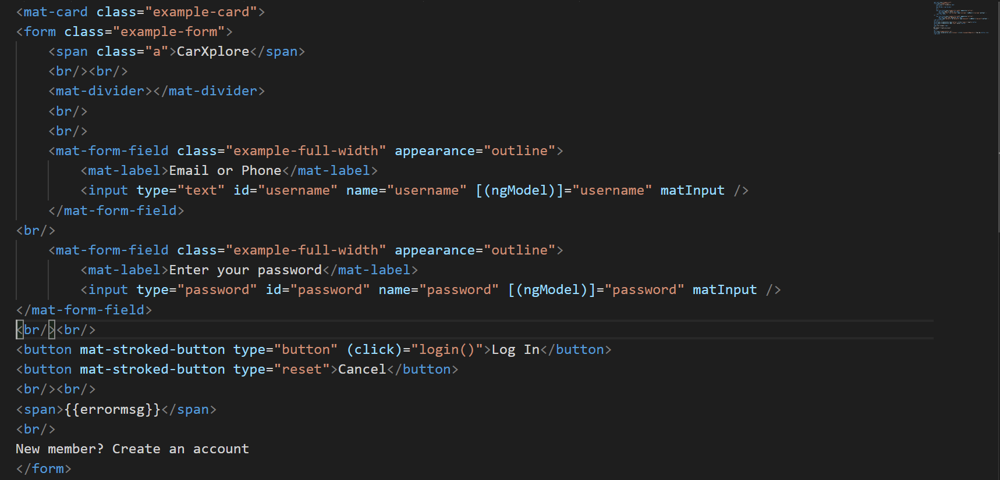 <mat-card class="example-card">
<form class="example-form">
    <span class="a">CarXplore</span>
    <br/><br/>
    <mat-divider></mat-divider>
    <br/>
    <br/>
    <mat-form-field class="example-full-width" appearance="outline">
        <mat-label>Email or Phone</mat-label>
        <input type="text" id="username" name="username" [(ngModel)]="username" matInput />
    </mat-form-field>
<br/>
    <mat-form-field class="example-full-width" appearance="outline">
        <mat-label>Enter your password</mat-label>
        <input type="password" id="password" name="password" [(ngModel)]="password" matInput />
</mat-form-field>
<br/><br/>
<button mat-stroked-button type="button" (click)="login()">Log In</button>
<button mat-stroked-button type="reset">Cancel</button>
<br/><br/>
<span>{{errormsg}}</span>
<br/>
New member? Create an account
</form>